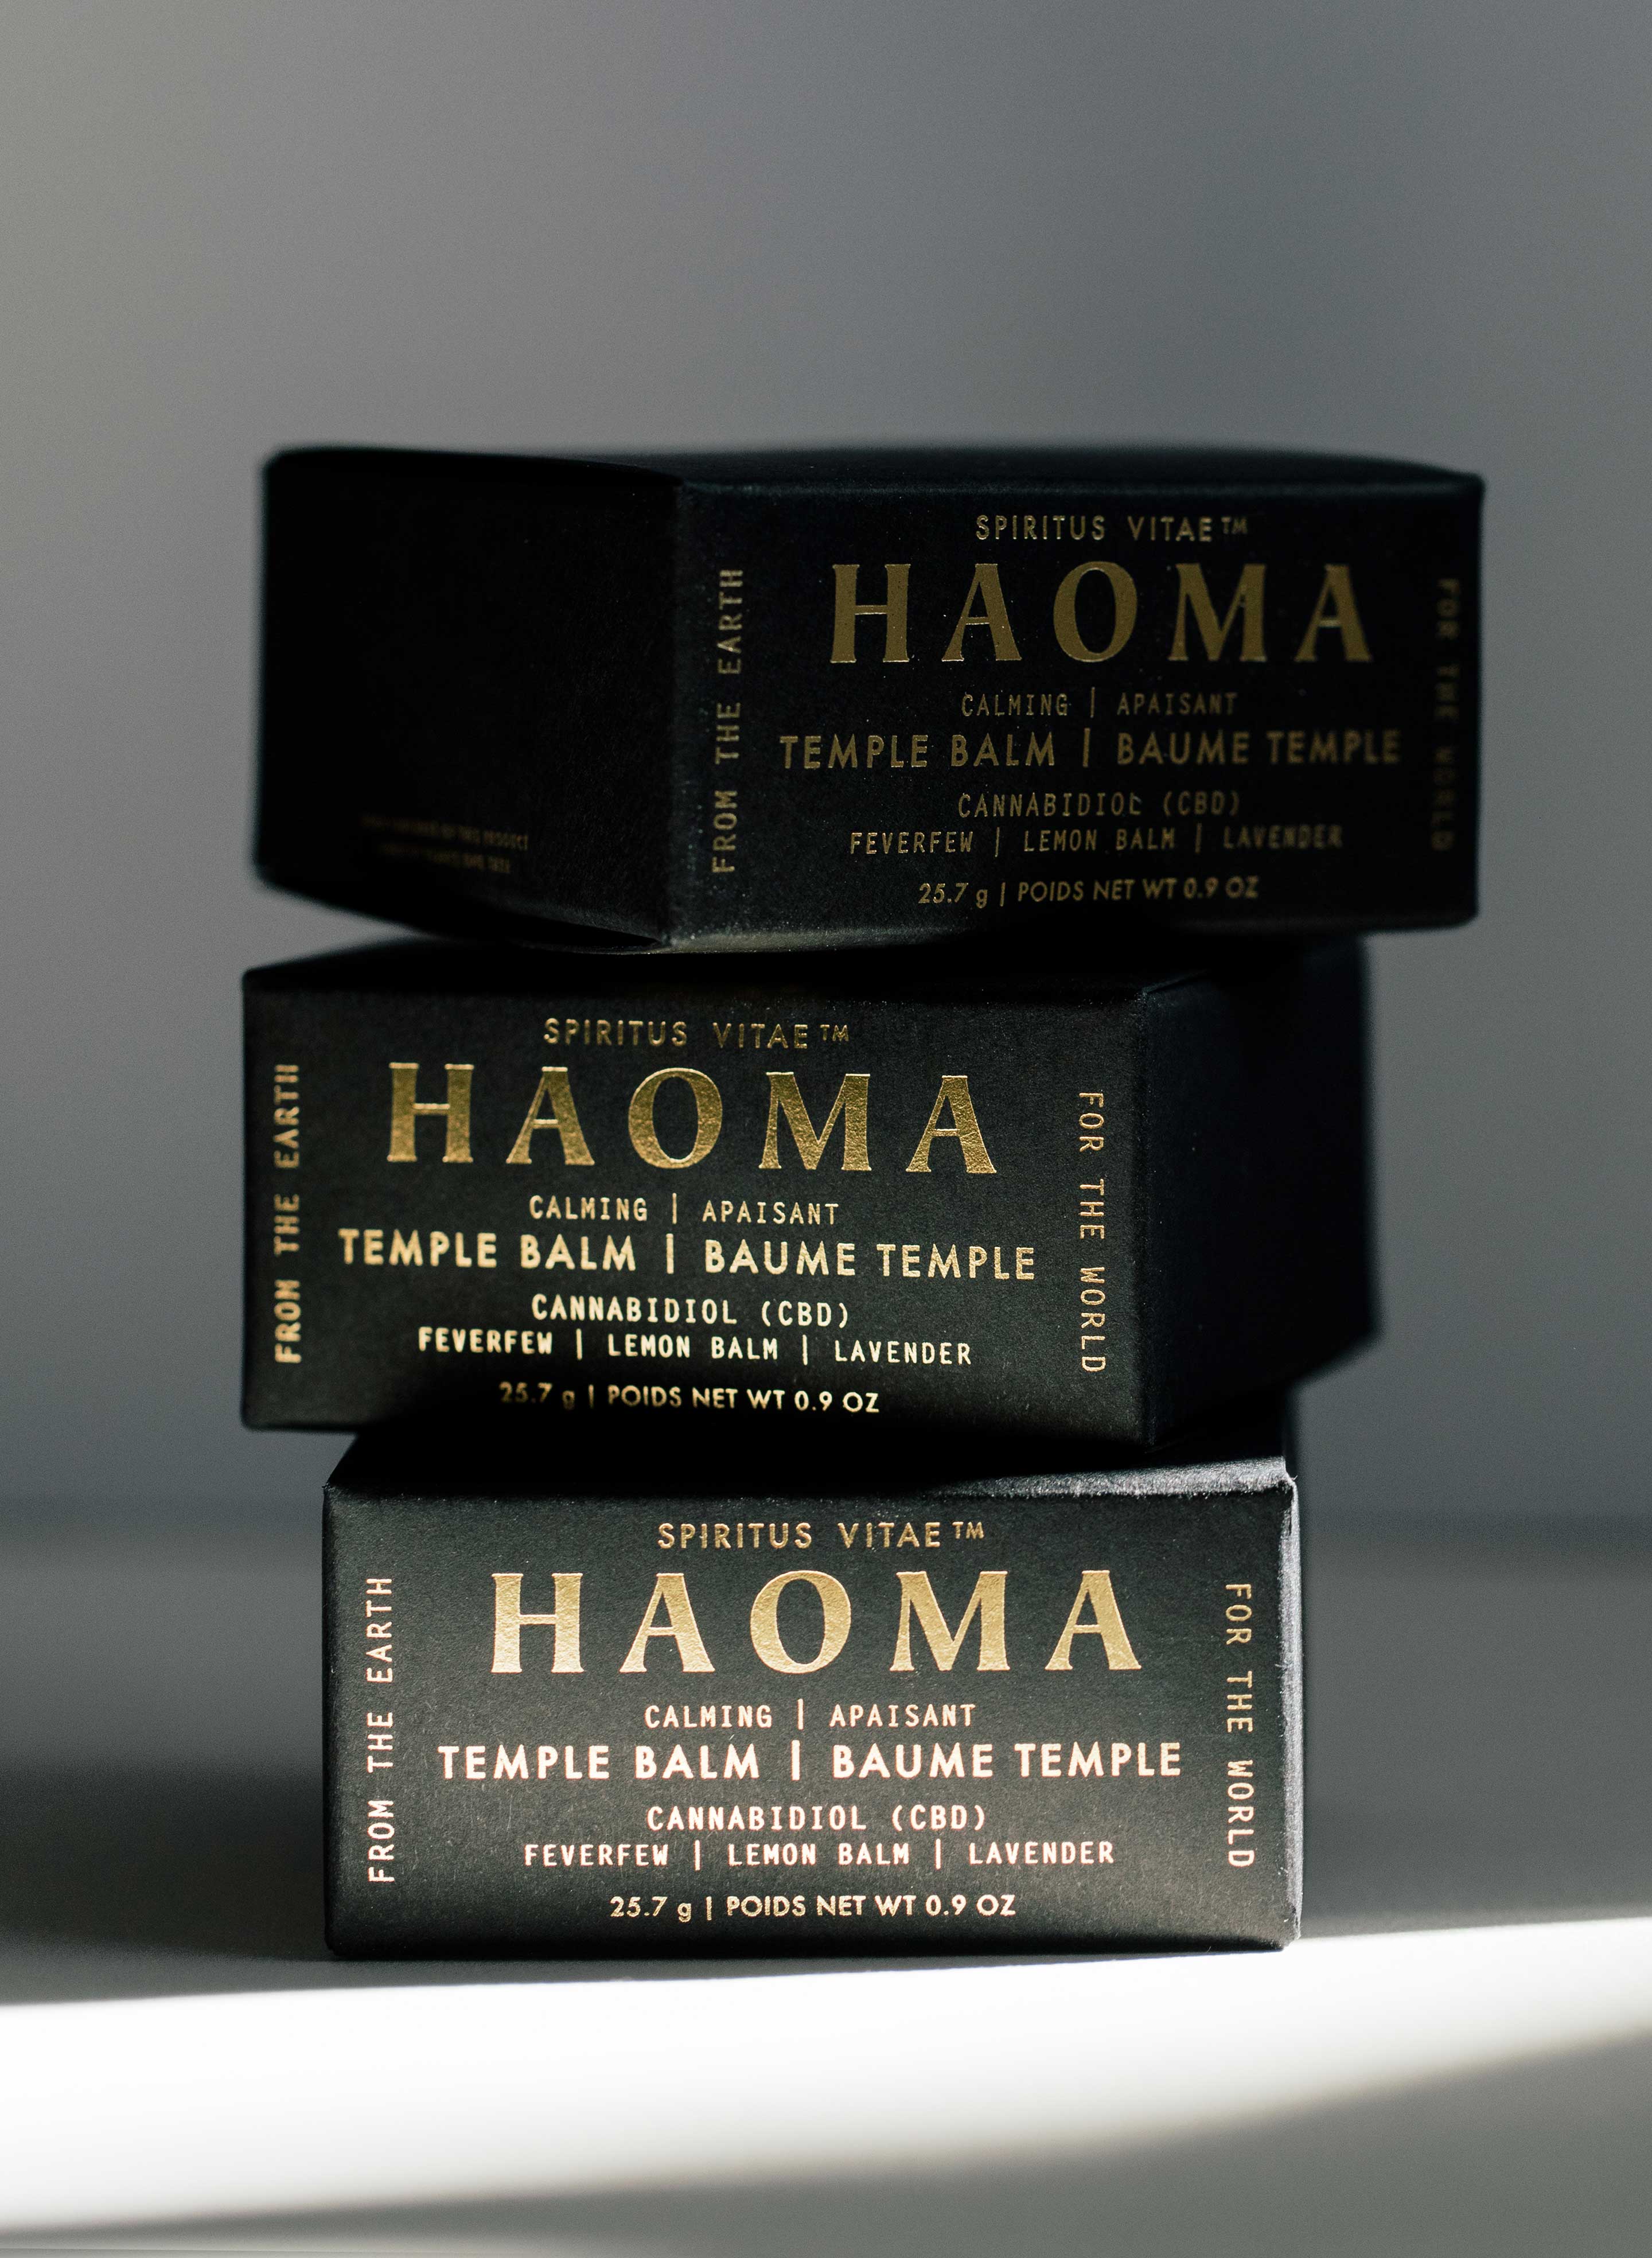 SPIRITUS VITAE™
HAOMA
CALMING | APAISANT
TEMPLE BALM | BAUME TEMPLE
CANNABIDIOL (CBD)
FEVERFEW | LEMON BALM | LAVENDER
25.7 g | POIDS NET WT 0.9 OZ
FROM THE EARTH
FOR THE WORLD
SPIRITUS VITAE™
HAOMA
CALMING | APAISANT
TEMPLE BALM | BAUME TEMPLE
CANNABIDIOL (CBD)
FEVERFEW | LEMON BALM | LAVENDER
25.7 g | POIDS NET WT 0.9 OZ
FROM THE EARTH
FOR THE WORLD
SPIRITUS VITAE™
HAOMA
CALMING | APAISANT
TEMPLE BALM | BAUME TEMPLE
CANNABIDIOL (CBD)
FEVERFEW | LEMON BALM | LAVENDER
25.7 g | POIDS NET WT 0.9 OZ
FROM THE EARTH
FOR THE WORLD